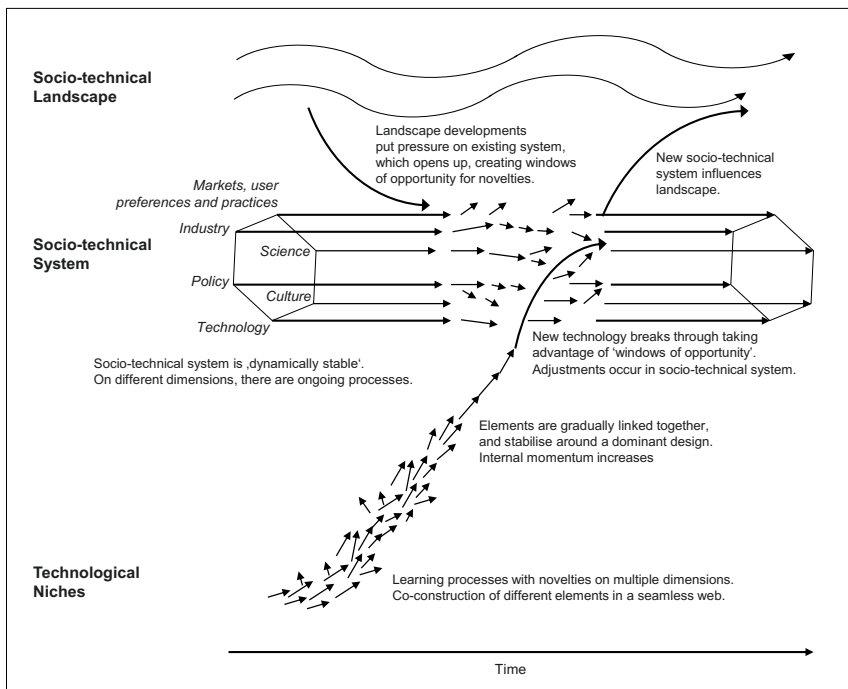 Socio-technical
Landscape
Landscape developments
put pressure on existing system,
which opens up, creating windows
of opportunity for novelties.
New socio-technical
system influences
landscape.
Markets, user
preferences and practices
Industry
Socio-technical
System
Science
Policy
Culture
Technology
Socio-technical system is ‚dynamically stable‘.
On different dimensions, there are ongoing processes.
New technology breaks through taking
advantage of ‘windows of opportunity’.
Adjustments occur in socio-technical system.
Elements are gradually linked together,
and stabilise around a dominant design.
Internal momentum increases
Technological
Niches
Learning processes with novelties on multiple dimensions.
Co-construction of different elements in a seamless web.
Time